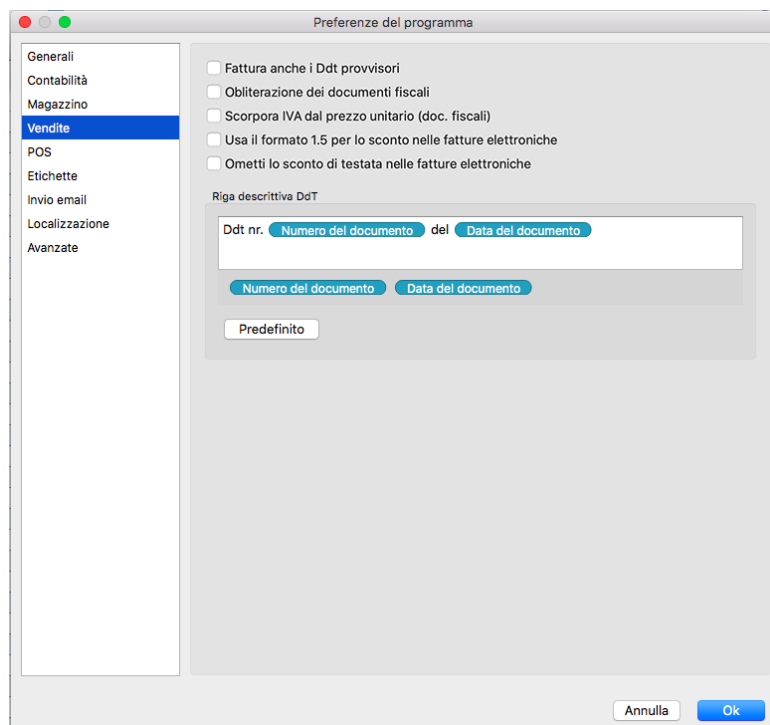 Preferenze del programma
Generali
Contabilità
Magazzino
Vendite
POS
Etichette
Invio email
Localizzazione
Avanzate
Fattura anche i Ddt provvisori
Obliterazione dei documenti fiscali
Scorpora IVA dal prezzo unitario (doc. fiscali)
Usa il formato 1.5 per lo sconto nelle fatture elettroniche
Ometti lo sconto di testata nelle fatture elettroniche
Riga descrittiva DdT
Ddt nr. Numero del documento del Data del documento
Numero del documento Data del documento
Predefinito
Annulla Ok